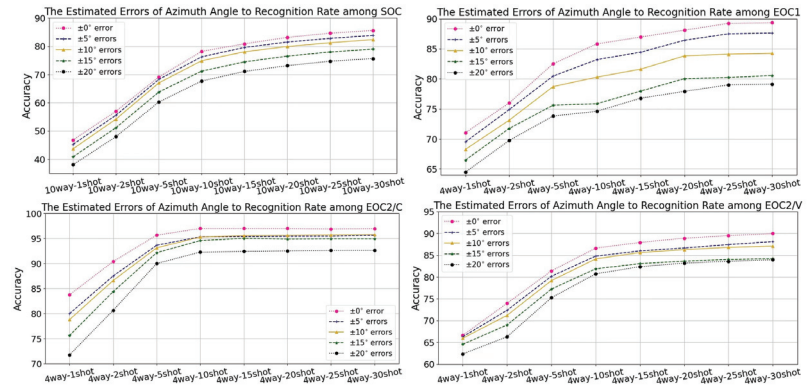 The Estimated Errors of Azimuth Angle to Recognition Rate among SOC
Accuracy
90
80
70
60
50
40
±0° error
±5° errors
±10° errors
±15° errors
±20° errors
10way-1shot 10way-2shot 10way-5shot 10way-10shot 10way-15shot 10way-20shot 10way-25shot 10way-30shot
The Estimated Errors of Azimuth Angle to Recognition Rate among EOC1
Accuracy
90
85
80
75
70
65
±0° error
±5° errors
±10° errors
±15° errors
±20° errors
4way-1shot 4way-2shot 4way-5shot 4way-10shot 4way-15shot 4way-20shot 4way-25shot 4way-30shot
The Estimated Errors of Azimuth Angle to Recognition Rate among EOC2/C
Accuracy
100
95
90
85
80
75
70
±0° error
±5° errors
±10° errors
±15° errors
±20° errors
4way-1shot 4way-2shot 4way-5shot 4way-10shot 4way-15shot 4way-20shot 4way-25shot 4way-30shot
The Estimated Errors of Azimuth Angle to Recognition Rate among EOC2/V
Accuracy
95
90
85
80
75
70
65
60
±0° error
±5° errors
±10° errors
±15° errors
±20° errors
4way-1shot 4way-2shot 4way-5shot 4way-10shot 4way-15shot 4way-20shot 4way-25shot 4way-30shot